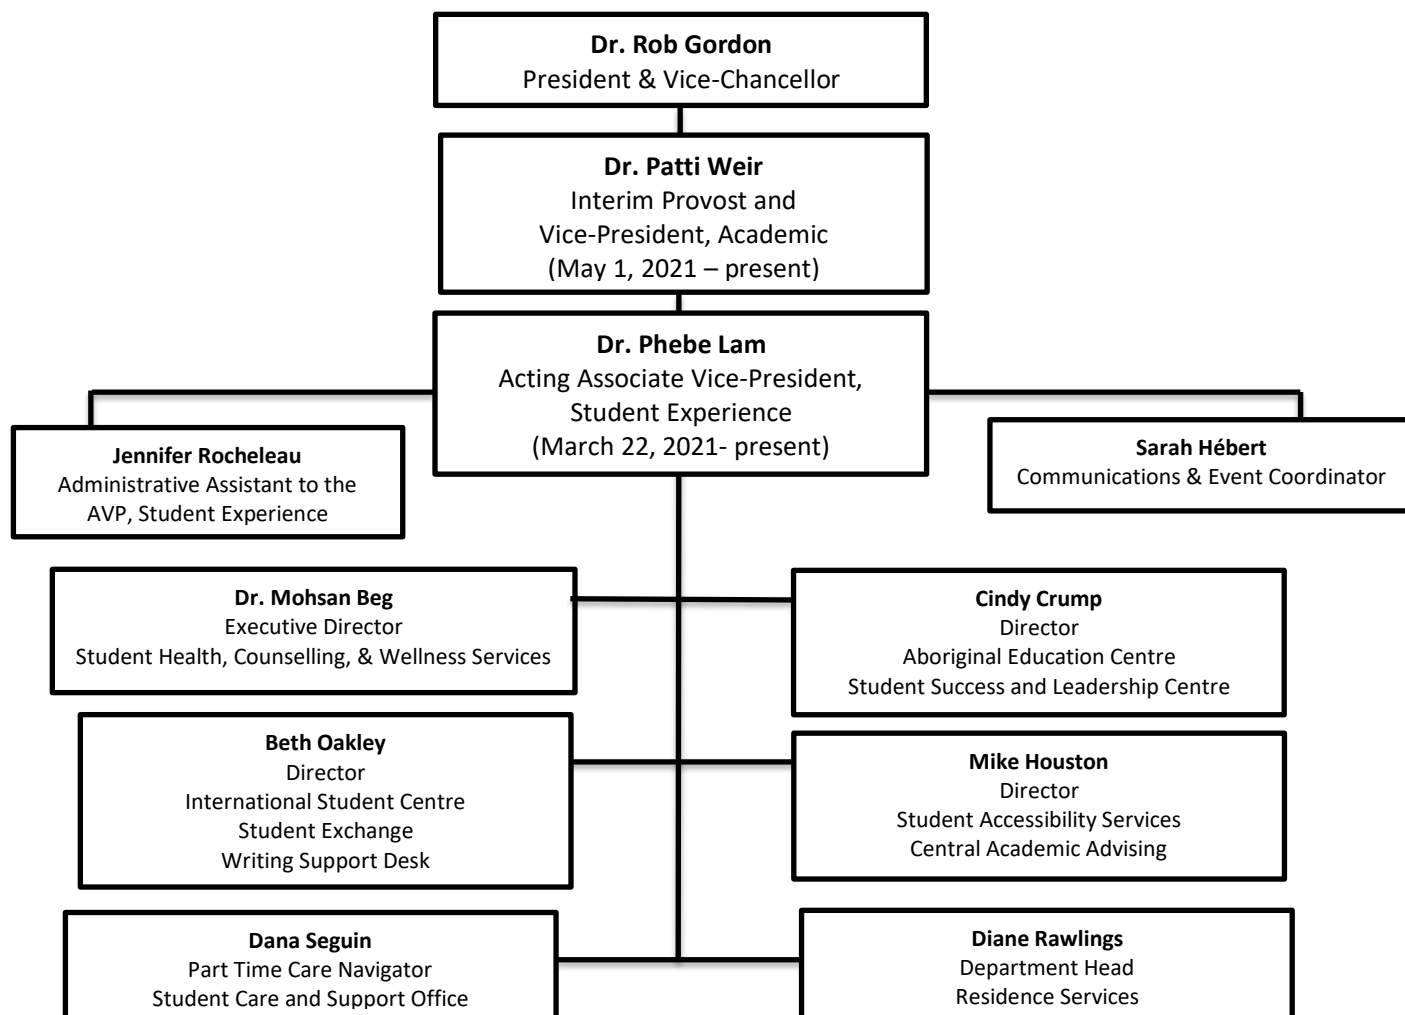 Dr. Rob Gordon
President & Vice-Chancellor
Dr. Patti Weir
Interim Provost and
Vice-President, Academic
(May 1, 2021 – present)
Dr. Phebe Lam
Acting Associate Vice-President,
Student Experience
(March 22, 2021- present)
Jennifer Rocheleau
Administrative Assistant to the
AVP, Student Experience
Sarah Hébert
Communications & Event Coordinator
Dr. Mohsan Beg
Executive Director
Student Health, Counselling, & Wellness Services
Cindy Crump
Director
Aboriginal Education Centre
Student Success and Leadership Centre
Beth Oakley
Director
International Student Centre
Student Exchange
Writing Support Desk
Mike Houston
Director
Student Accessibility Services
Central Academic Advising
Dana Seguin
Part Time Care Navigator
Student Care and Support Office
Diane Rawlings
Department Head
Residence Services